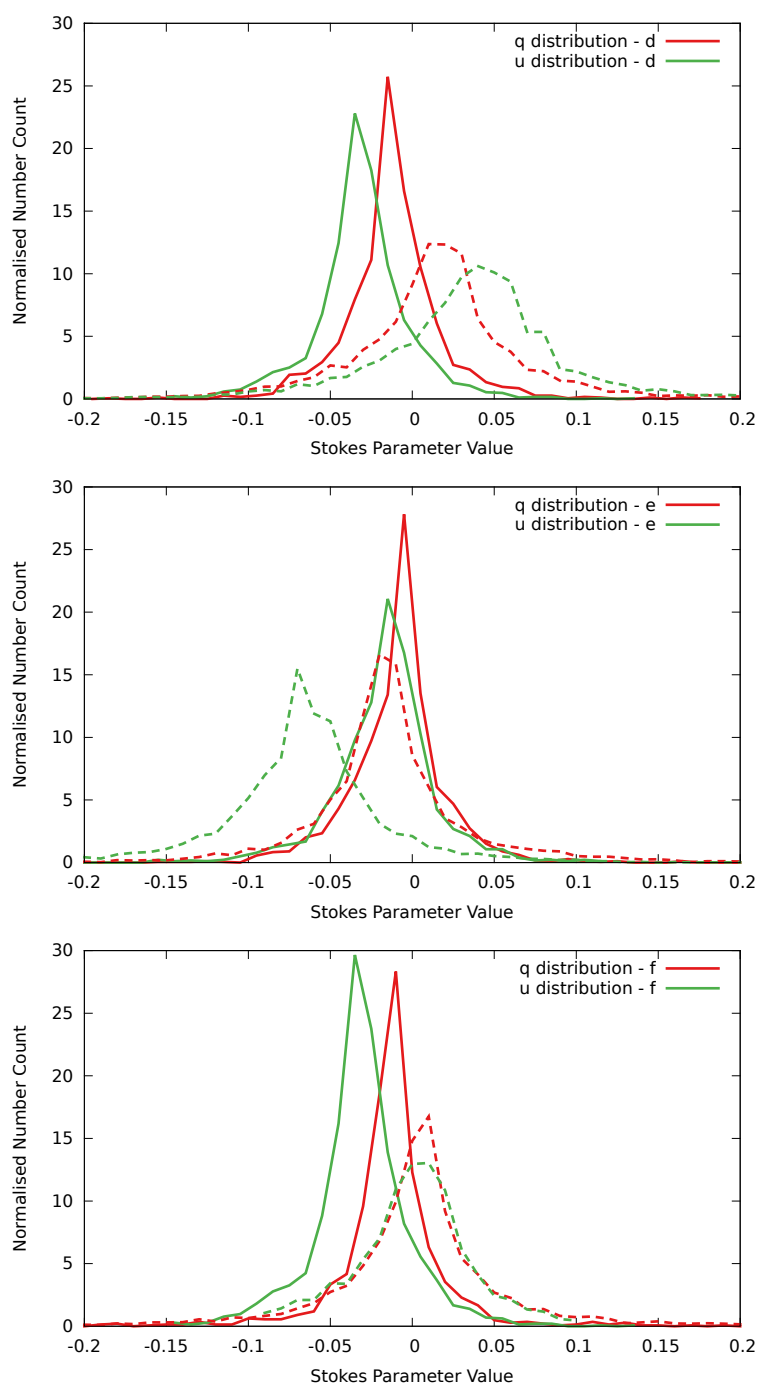 30
q distribution - d
u distribution - d
25
20
15
10
5
0
Normalised Number Count
-0.2 -0.15 -0.1 -0.05 0 0.05 0.1 0.15 0.2
Stokes Parameter Value
30
q distribution - e
u distribution - e
25
20
15
10
5
0
Normalised Number Count
-0.2 -0.15 -0.1 -0.05 0 0.05 0.1 0.15 0.2
Stokes Parameter Value
30
q distribution - f
u distribution - f
25
20
15
10
5
0
Normalised Number Count
-0.2 -0.15 -0.1 -0.05 0 0.05 0.1 0.15 0.2
Stokes Parameter Value